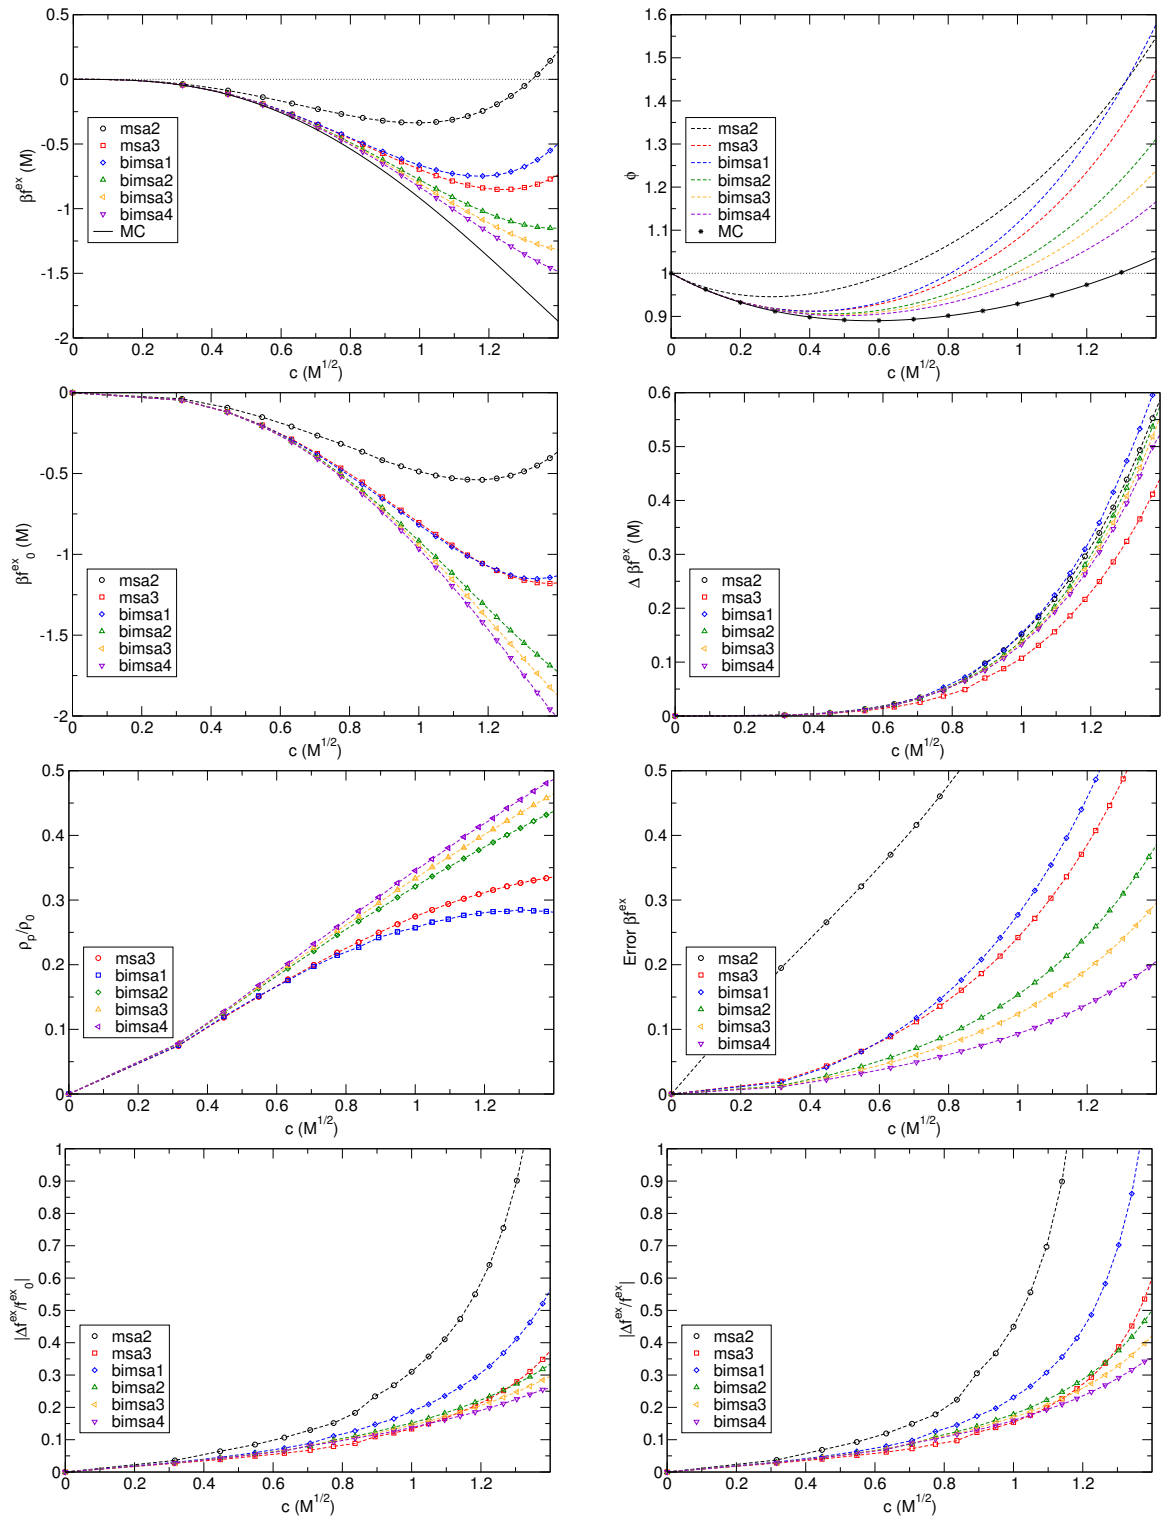 0.5
0
-0.5
-1
-1.5
-2
βf^ex (M)
msa2
msa3
bimsa1
bimsa2
bimsa3
bimsa4
MC
0 0.2 0.4 0.6 0.8 1 1.2
c (M^1/2)
1.6
1.5
1.4
1.3
1.2
1.1
1
0.9
ϕ
msa2
msa3
bimsa1
bimsa2
bimsa3
bimsa4
MC
0 0.2 0.4 0.6 0.8 1 1.2
c (M^1/2)
0
-0.5
-1
-1.5
-2
βf^ex_0 (M)
msa2
msa3
bimsa1
bimsa2
bimsa3
bimsa4
0 0.2 0.4 0.6 0.8 1 1.2
c (M^1/2)
0.6
0.5
0.4
0.3
0.2
0.1
0
Δ βf^ex (M)
msa2
msa3
bimsa1
bimsa2
bimsa3
bimsa4
0 0.2 0.4 0.6 0.8 1 1.2
c (M^1/2)
0.5
0.4
0.3
0.2
0.1
0
ρ_p/ρ_0
msa3
bimsa1
bimsa2
bimsa3
bimsa4
0 0.2 0.4 0.6 0.8 1 1.2
c (M^1/2)
0.5
0.4
0.3
0.2
0.1
0
Error βf^ex
msa2
msa3
bimsa1
bimsa2
bimsa3
bimsa4
0 0.2 0.4 0.6 0.8 1 1.2
c (M^1/2)
1
0.9
0.8
0.7
0.6
0.5
0.4
0.3
0.2
0.1
0
|Δf^ex/f^ex_0|
msa2
msa3
bimsa1
bimsa2
bimsa3
bimsa4
0 0.2 0.4 0.6 0.8 1 1.2
c (M^1/2)
1
0.9
0.8
0.7
0.6
0.5
0.4
0.3
0.2
0.1
0
|Δf^ex/f^ex|
msa2
msa3
bimsa1
bimsa2
bimsa3
bimsa4
0 0.2 0.4 0.6 0.8 1 1.2
c (M^1/2)